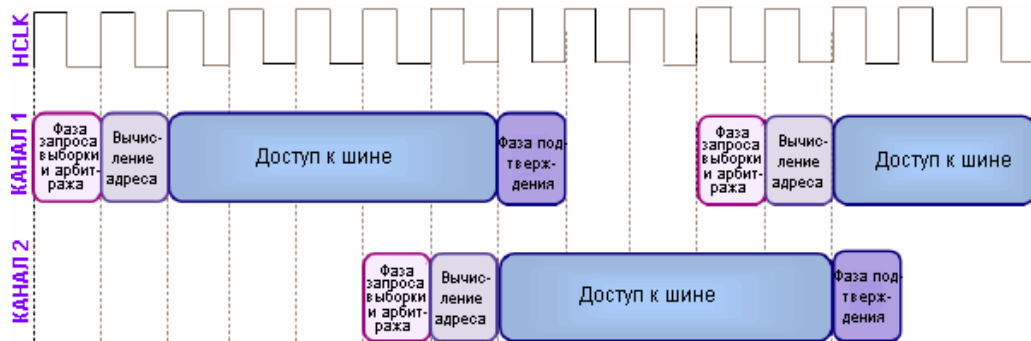 HCLK
КАНАЛ 1
Фаза
запроса
выборки
и арбит-
ража
Вычис-
ление
адреса
Доступ к шине
Фаза под-
тверж-
дения
Фаза
запроса
выборки
и арбит-
ража
Вычис-
ление
адреса
Доступ к шине
КАНАЛ 2
Фаза
запроса
выборки
и арбит-
ража
Вычис-
ление
адреса
Доступ к шине
Фаза под-
тверж-
дения